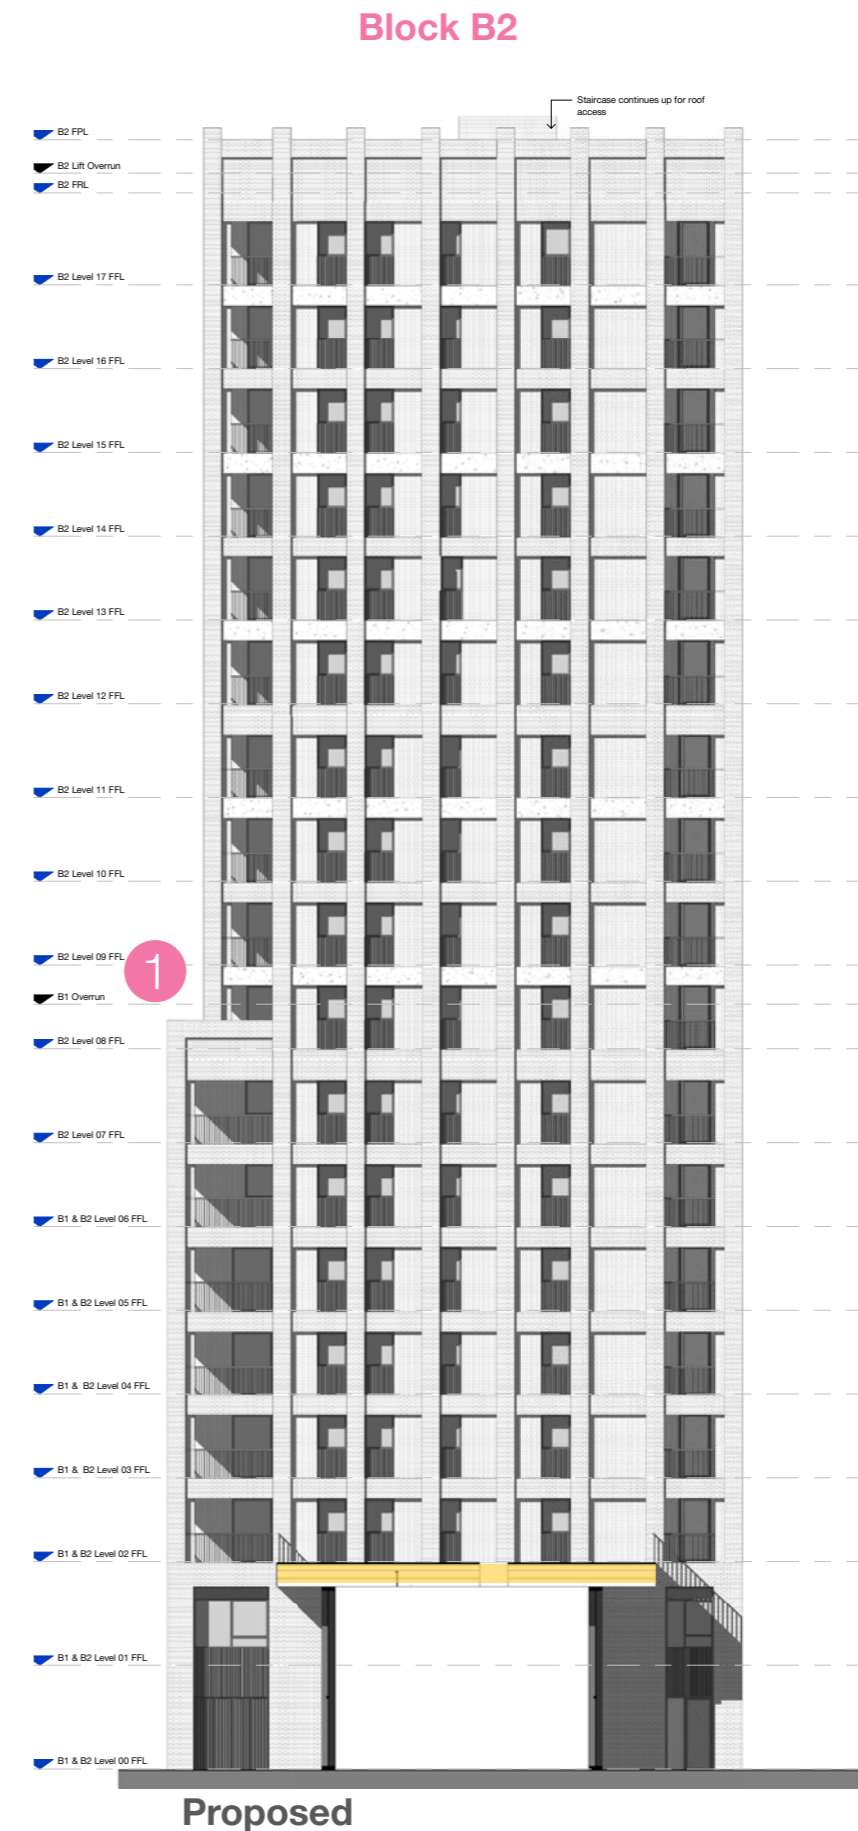 Block B2
Staircase continues up for roof
access
B2 FPL
B2 Lift Overrun
B2 FRL
B2 Level 17 FFL
B2 Level 16 FFL
B2 Level 15 FFL
B2 Level 14 FFL
B2 Level 13 FFL
B2 Level 12 FFL
B2 Level 11 FFL
B2 Level 10 FFL
B2 Level 09 FFL
1
B1 Overrun
B2 Level 08 FFL
B2 Level 07 FFL
B1 & B2 Level 06 FFL
B1 & B2 Level 05 FFL
B1 & B2 Level 04 FFL
B1 & B2 Level 03 FFL
B1 & B2 Level 02 FFL
B1 & B2 Level 01 FFL
B1 & B2 Level 00 FFL
Proposed